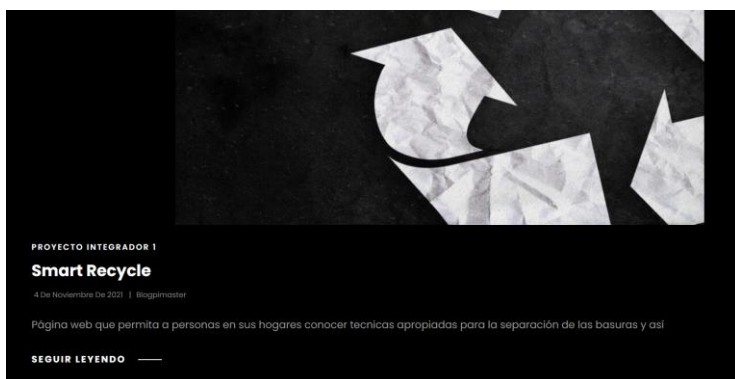 PROYECTO INTEGRADOR 1
Smart Recycle
4 De Noviembre De 2021 | Blogpimaster
Página web que permita a personas en sus hogares conocer tecnicas apropiadas para la separación de las basuras y así
SEGUIR LEYENDO